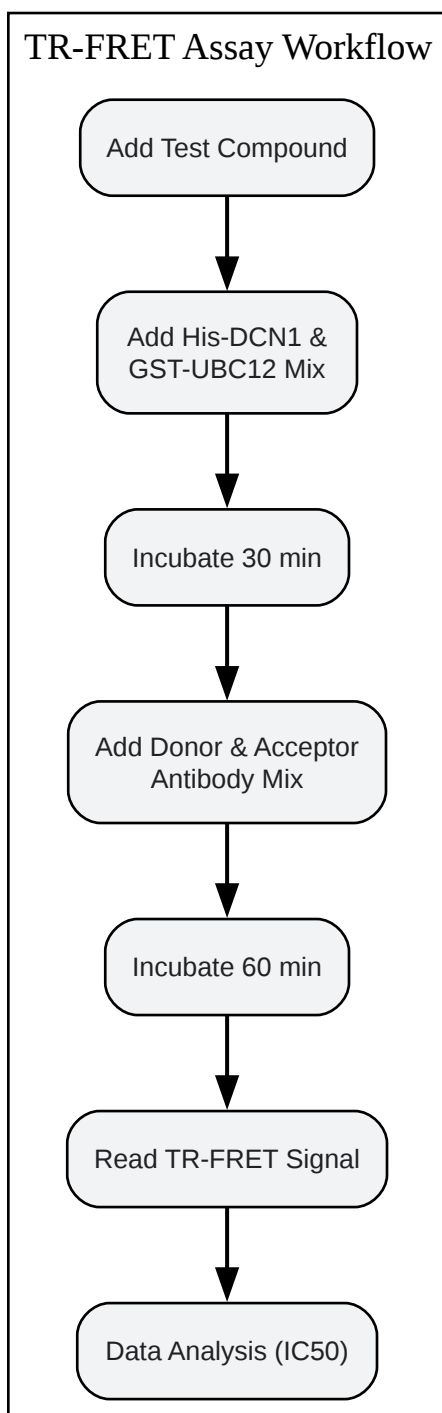 TR-FRET Assay Workflow
Add Test Compound
Add His-DCN1 &
GST-UBC12 Mix
Incubate 30 min
Add Donor & Acceptor
Antibody Mix
Incubate 60 min
Read TR-FRET Signal
Data Analysis (IC50)